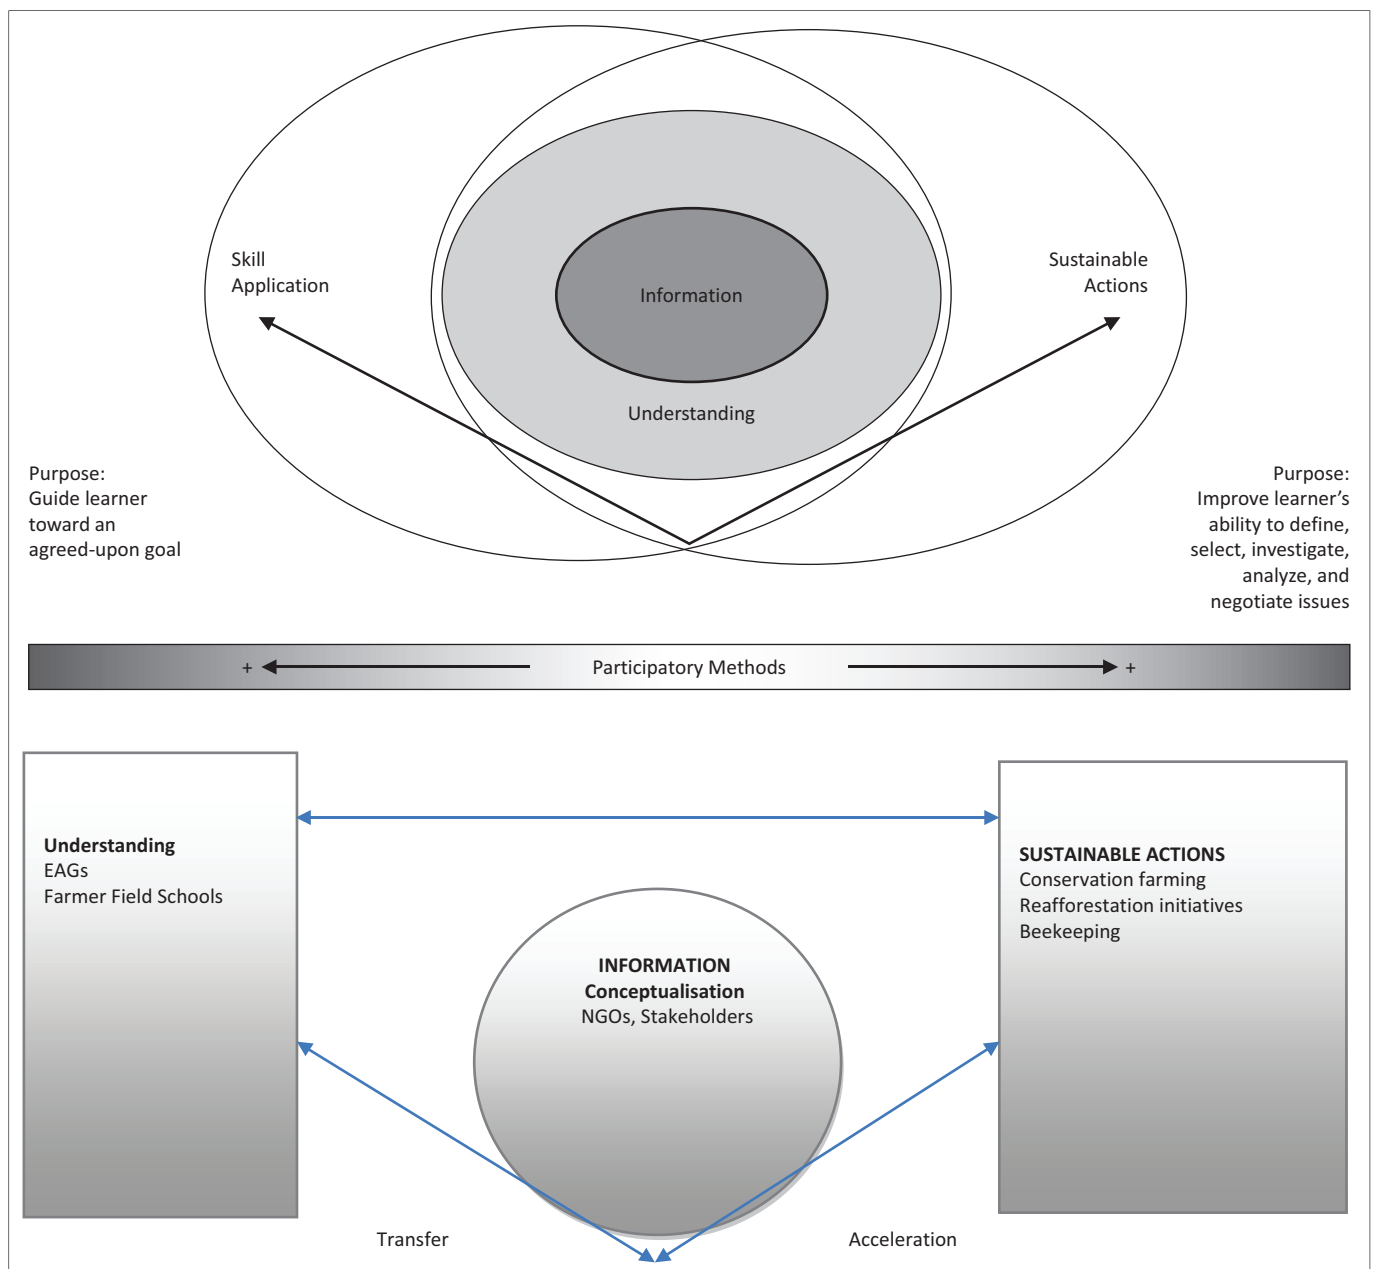 Skill
Application
Information
Sustainable
Actions
Understanding
Purpose:
Guide learner
toward an
agreed-upon goal
Purpose:
Improve learner’s
ability to define,
select, investigate,
analyze, and
negotiate issues
+ Participatory Methods +
Understanding
EAGs
Farmer Field Schools
INFORMATION
Conceptualisation
NGOs, Stakeholders
SUSTAINABLE ACTIONS
Conservation farming
Reafforestation initiatives
Beekeeping
Transfer
Acceleration